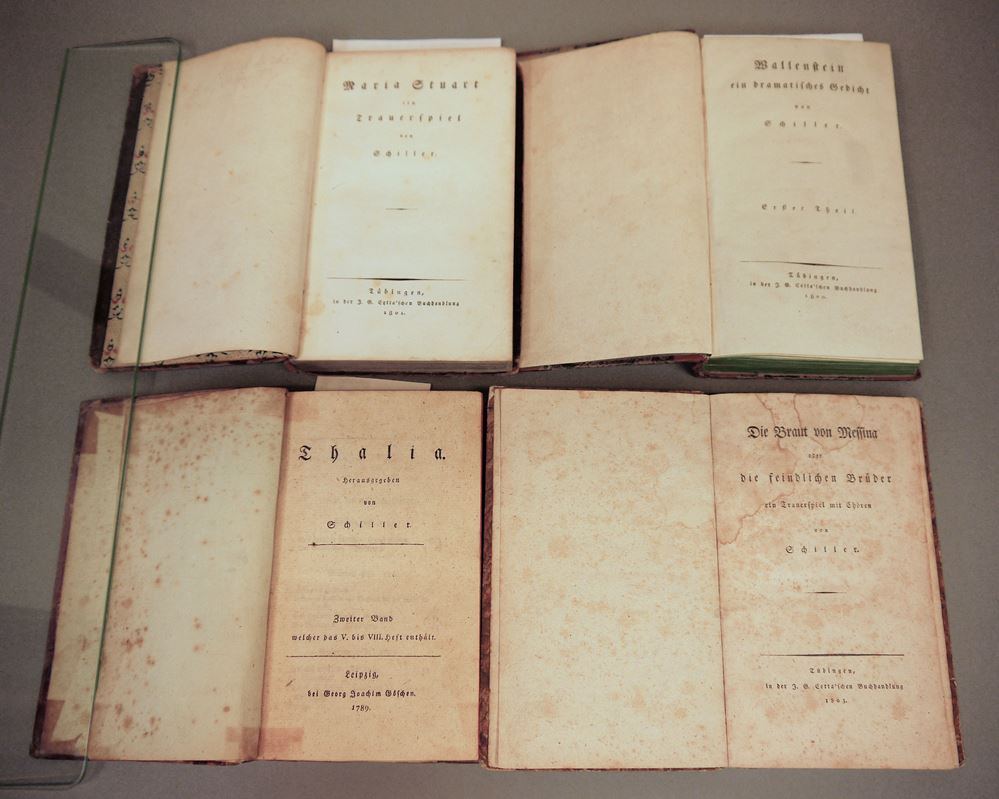 Maria Stuart
ein
Trauerspiel
von
Schiller.
Tübingen,
in der J. G. Cotta'schen Buchhandlung
1801.
Wallenstein
ein dramatisches Gedicht
von
Schiller.
Erster Theil
Tübingen,
in der J. G. Cotta'schen Buchhandlung
1800.
Thalia.
Herausgegeben
von
Schiller.
Zweiter Band
welcher das V. bis VIII. Heft enthält.
Leipzig,
bei Georg Joachim Göschen.
1789.
Die Braut von Messina
oder
die feindlichen Brüder
ein Trauerspiel mit Chören
von
Schiller.
Tübingen,
in der J. G. Cotta'schen Buchhandlung
1803.